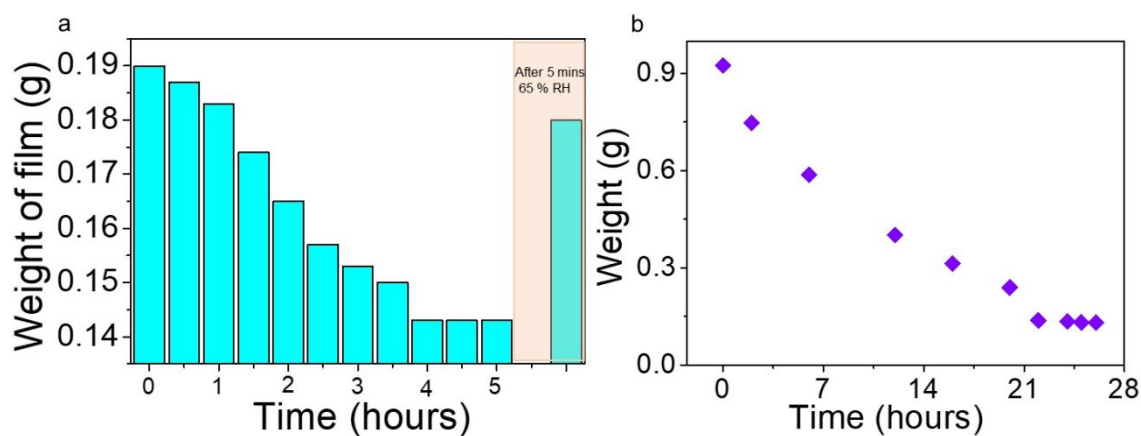 a
Weight of film (g)
0.19
0.18
0.17
0.16
0.15
0.14
After 5 mins
65 % RH
0 1 2 3 4 5
Time (hours)
b
Weight (g)
0.9
0.6
0.3
0.0
0 7 14 21 28
Time (hours)